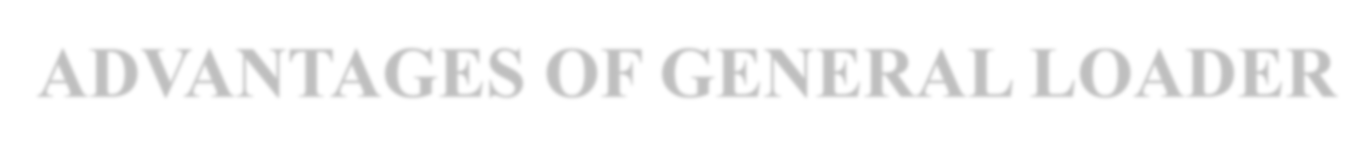 ADVANTAGES OF GENERAL LOADER